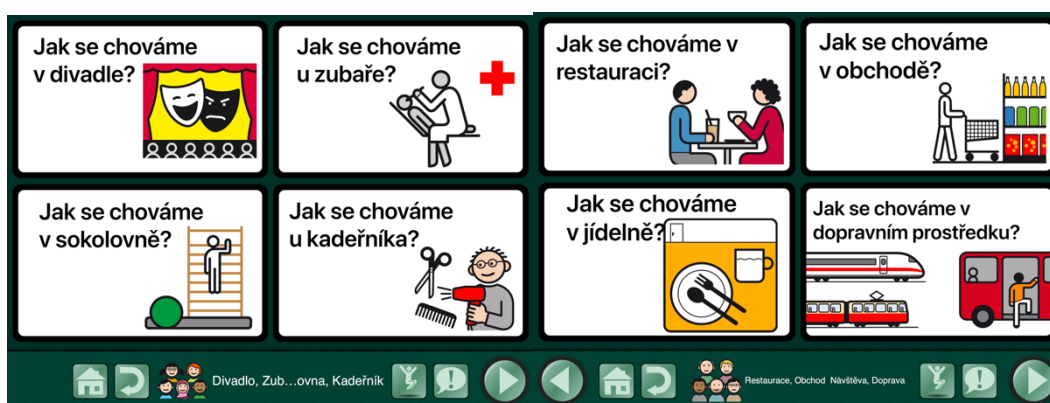 Jak se chováme
v divadle?
Jak se chováme
u zubaře?
Jak se chováme v
restauraci?
Jak se chováme
v obchodě?
Jak se chováme
v sokolovně?
Jak se chováme
u kadeřníka?
Jak se chováme
v jídelně?
Jak se chováme v
dopravním prostředku?
Divadlo, Zub...ovna, Kadeřník
Restaurace, Obchod Návštěva, Doprava